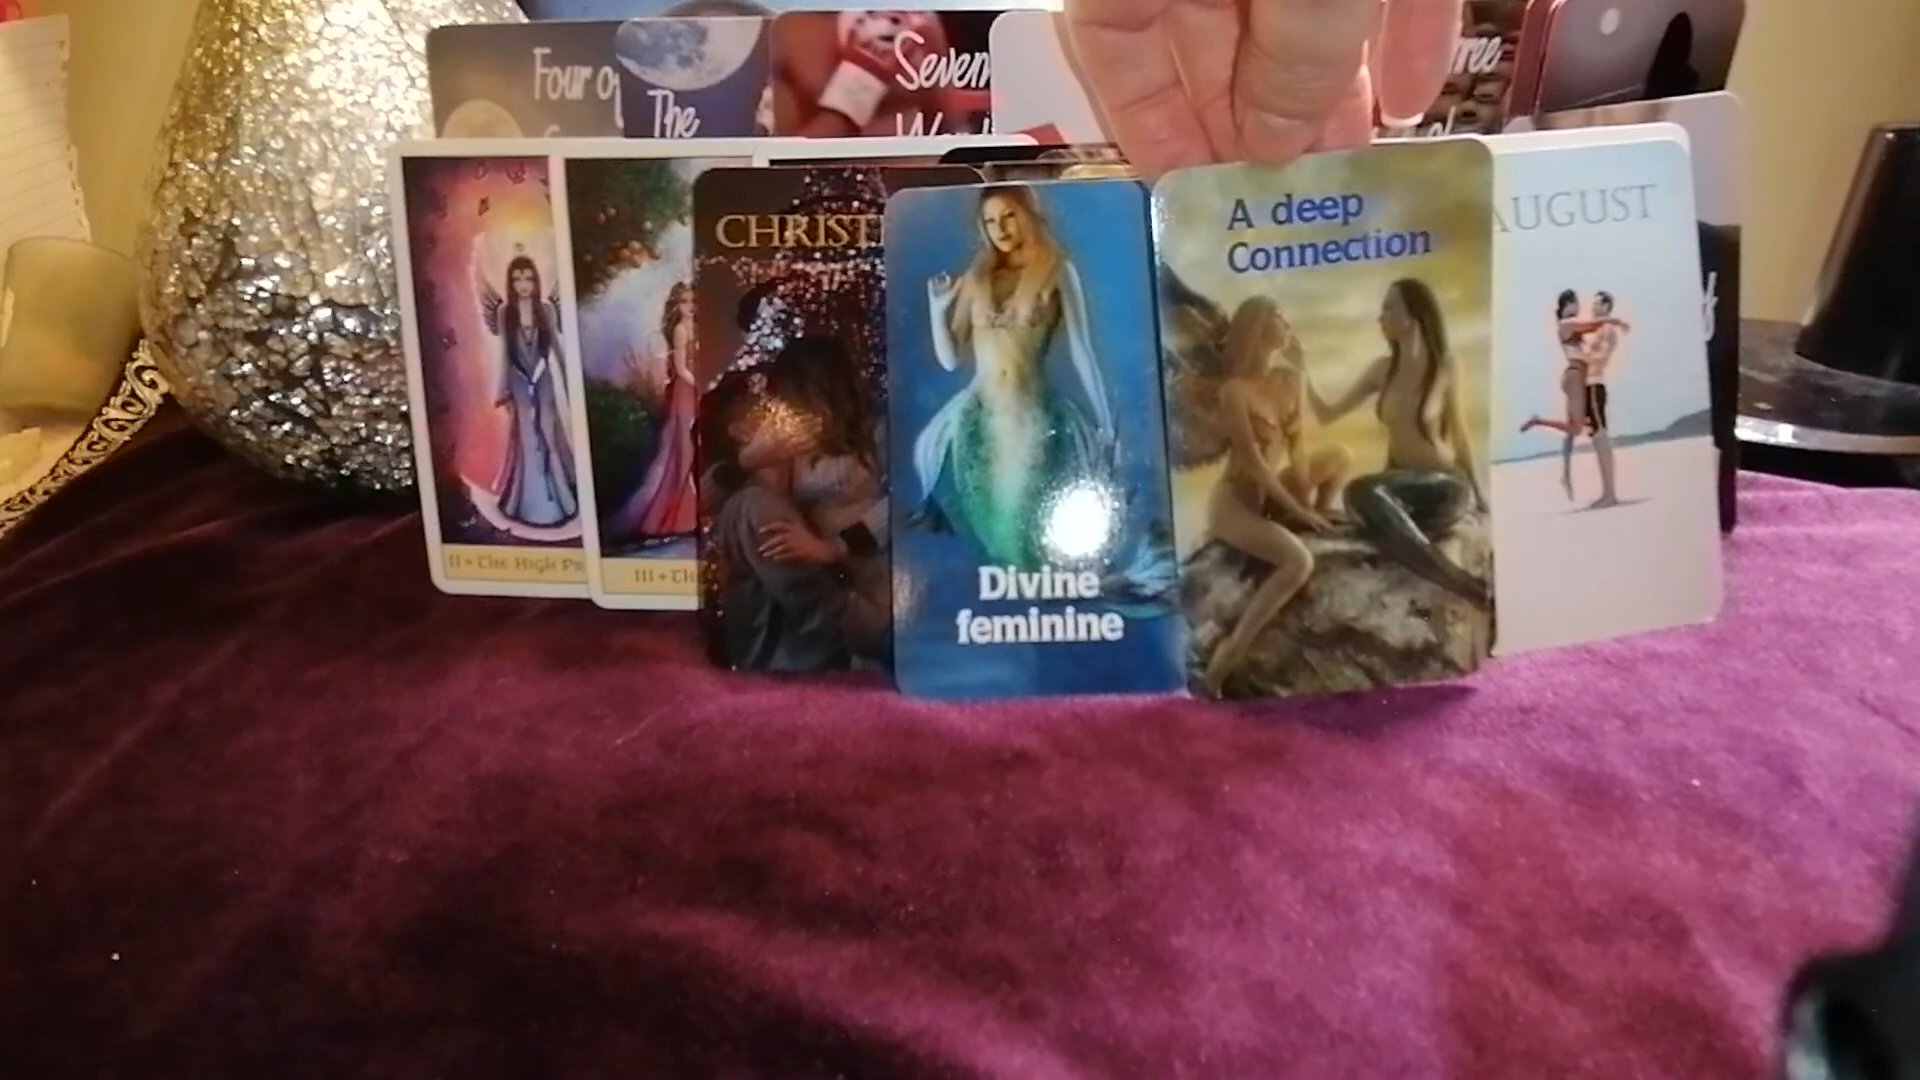 Four of
The
Seven
II • The High Pr
III • Th
CHRIST
Divine
feminine
A deep
Connection
AUGUST